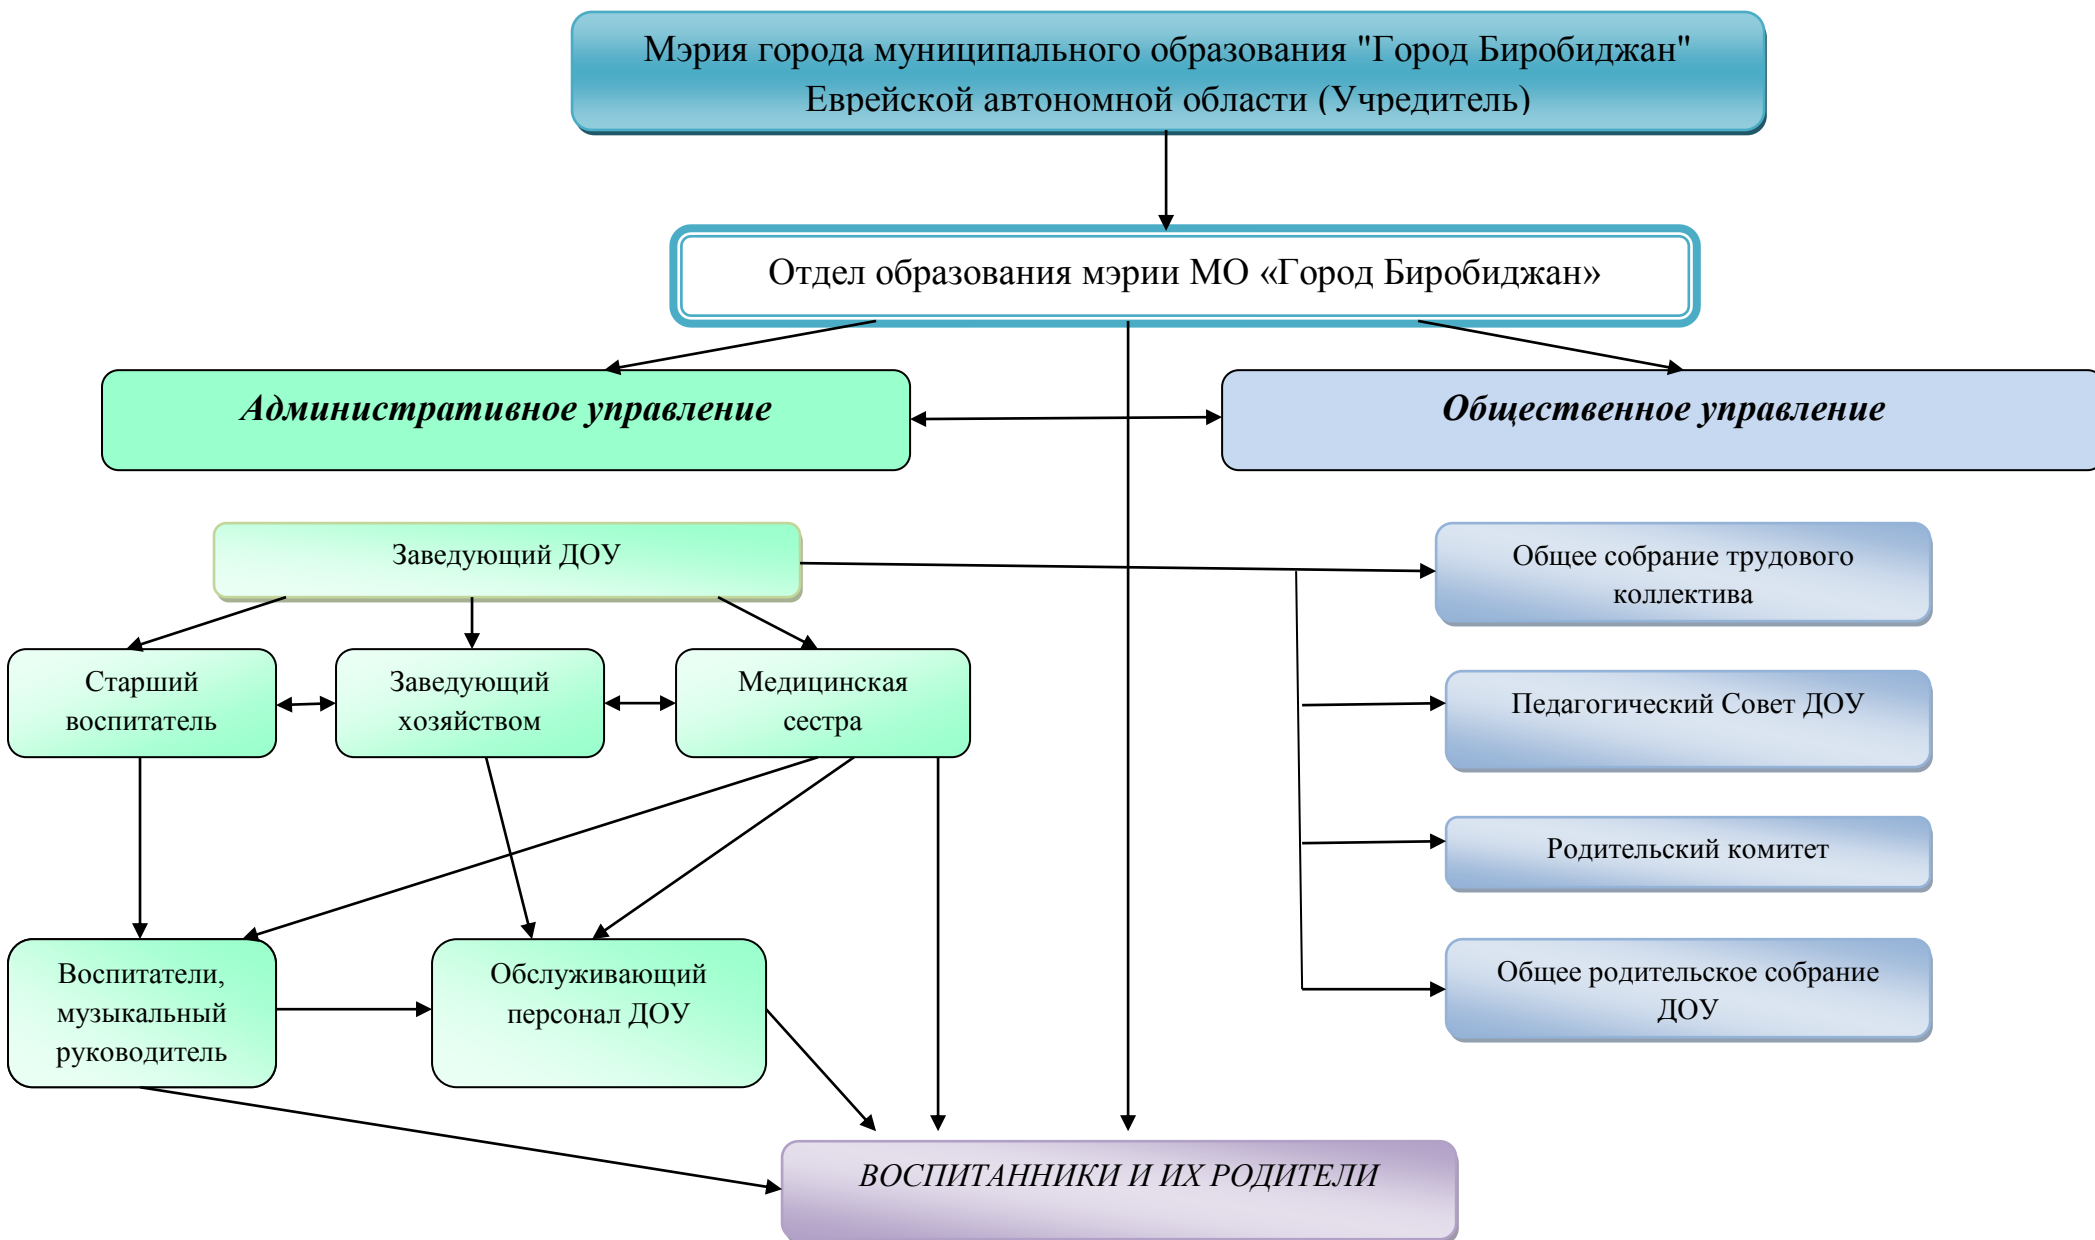 Мэрия города муниципального образования "Город Биробиджан"
Еврейской автономной области (Учредитель)
Отдел образования мэрии МО «Город Биробиджан»
Административное управление
Общественное управление
Заведующий ДОУ
Общее собрание трудового
коллектива
Старший
воспитатель
Заведующий
хозяйством
Медицинская
сестра
Педагогический Совет ДОУ
Родительский комитет
Воспитатели,
музыкальный
руководитель
Обслуживающий
персонал ДОУ
Общее родительское собрание
ДОУ
ВОСПИТАННИКИ И ИХ РОДИТЕЛИ